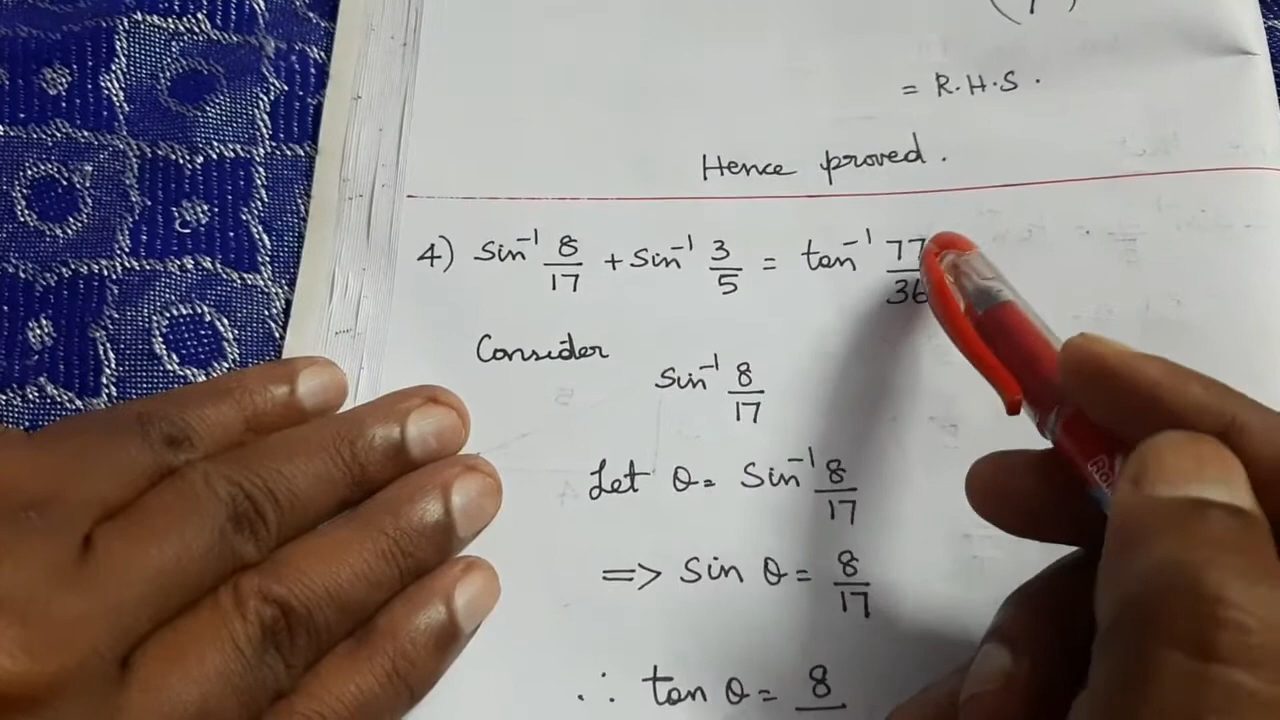 = R.H.S.
Hence proved.
4) sin⁻¹ 8/17 + sin⁻¹ 3/5 = tan⁻¹ 77/36
Consider
sin⁻¹ 8/17
Let θ = sin⁻¹ 8/17
=> sin θ = 8/17
∴ tan θ = 8